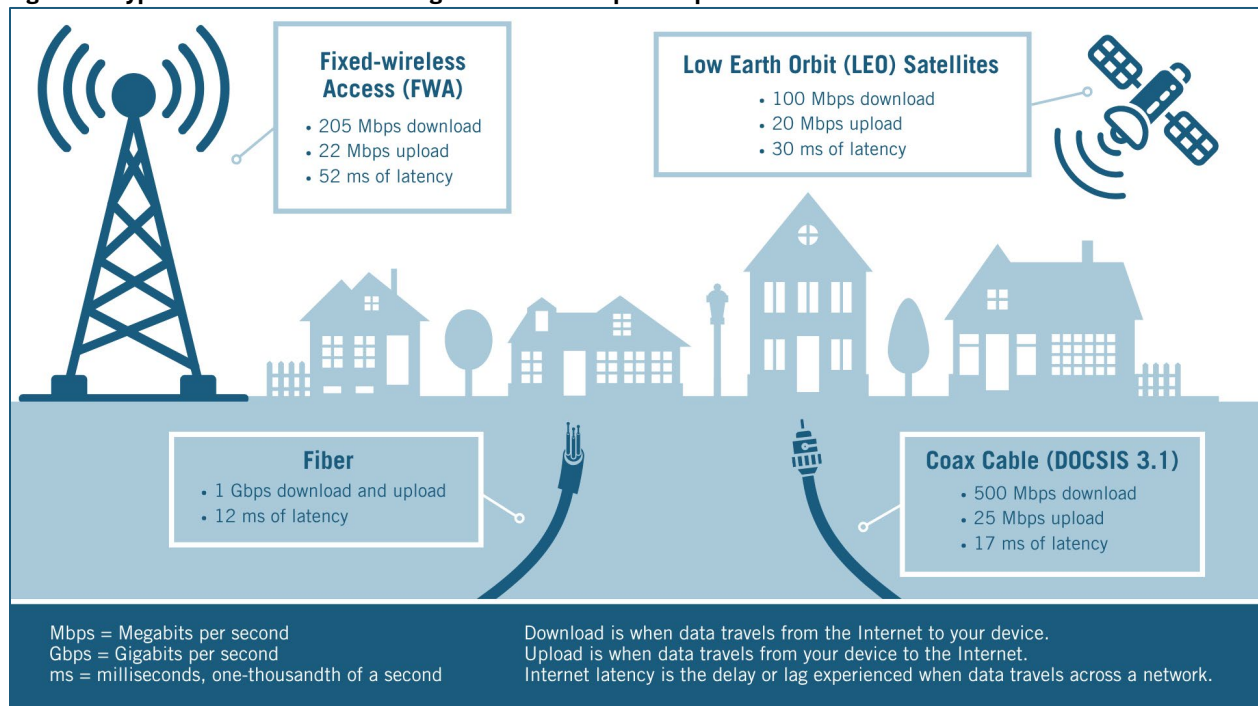 Fixed-wireless
Access (FWA)
• 205 Mbps download
• 22 Mbps upload
• 52 ms of latency
Low Earth Orbit (LEO) Satellites
• 100 Mbps download
• 20 Mbps upload
• 30 ms of latency
Fiber
• 1 Gbps download and upload
• 12 ms of latency
Coax Cable (DOCSIS 3.1)
• 500 Mbps download
• 25 Mbps upload
• 17 ms of latency
Mbps = Megabits per second
Gbps = Gigabits per second
ms = milliseconds, one-thousandth of a second
Download is when data travels from the Internet to your device.
Upload is when data travels from your device to the Internet.
Internet latency is the delay or lag experienced when data travels across a network.